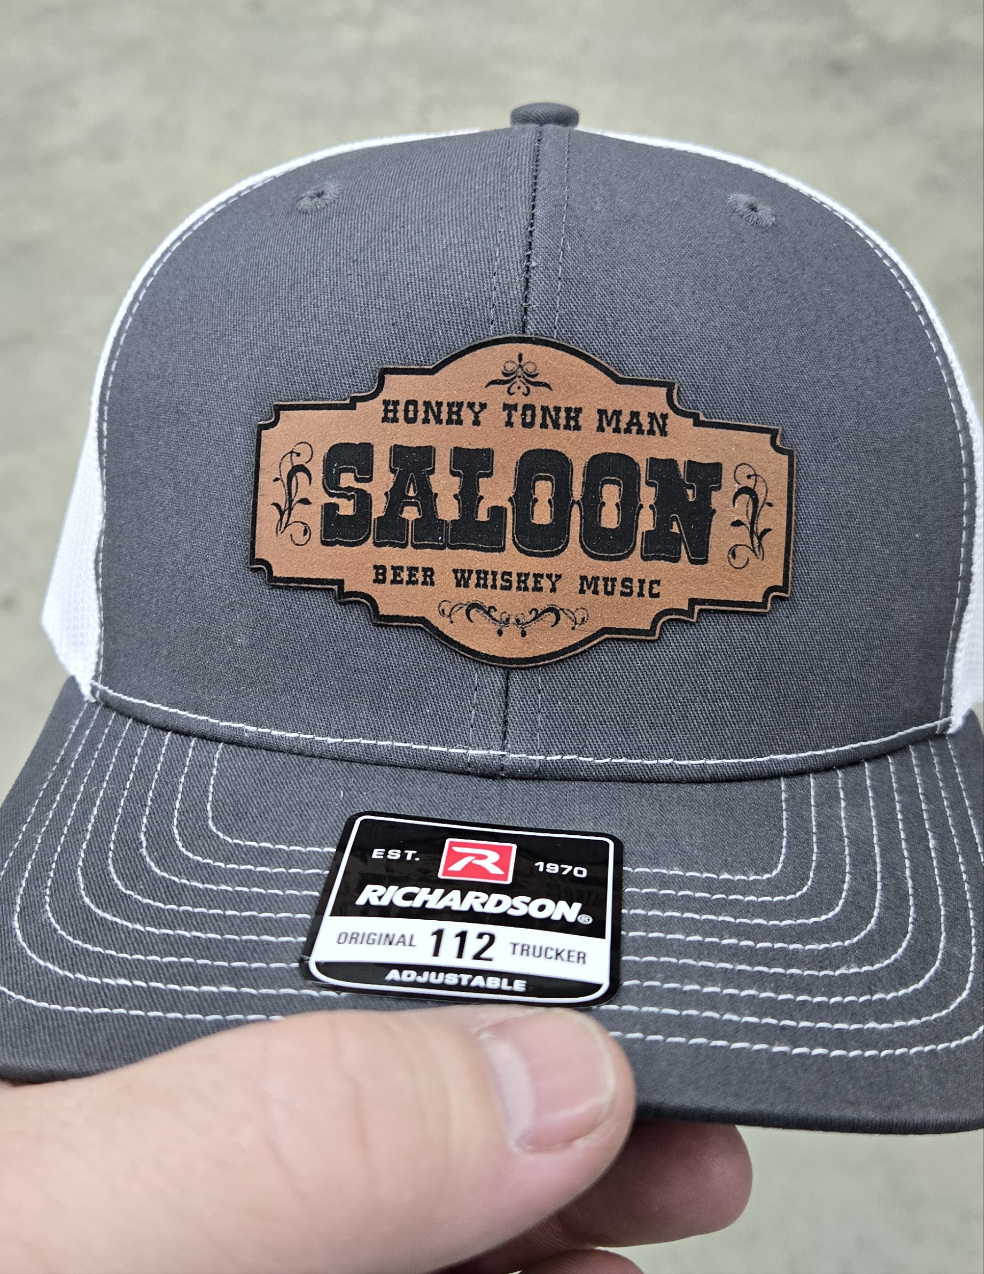 HONKY TONK MAN
SALOON
BEER WHISKEY MUSIC
EST. R 1970
RICHARDSON®
ORIGINAL 112 TRUCKER
ADJUSTABLE